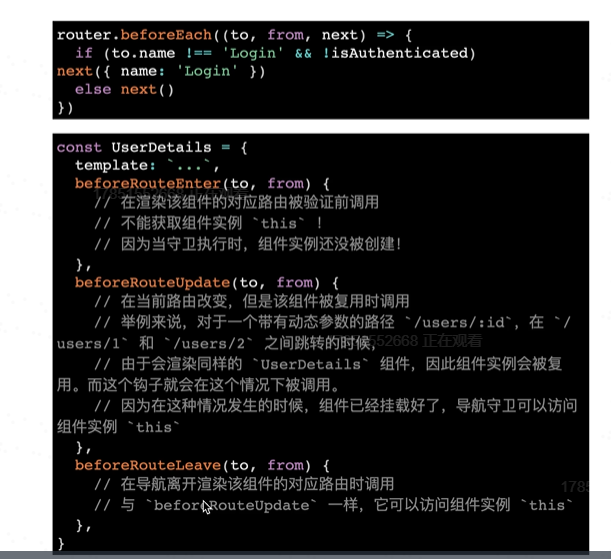 router.beforeEach((to, from, next) => {
  if (to.name !== 'Login' && !isAuthenticated)
next({ name: 'Login' })
  else next()
})
const UserDetails = {
  template: `...`,
  beforeRouteEnter(to, from) {
    // 在渲染该组件的对应路由被验证前调用
    // 不能获取组件实例 `this` ！
    // 因为当守卫执行时，组件实例还没被创建！
  },
  beforeRouteUpdate(to, from) {
    // 在当前路由改变，但是该组件被复用时调用
    // 举例来说，对于一个带有动态参数的路径 `/users/:id`，在 `/
users/1` 和 `/users/2` 之间跳转的时候，
552668 正在观看
    // 由于会渲染同样的 `UserDetails` 组件，因此组件实例会被复
用。而这个钩子就会在这个情况下被调用。
    // 因为在这种情况发生的时候，组件已经挂载好了，导航守卫可以访问
组件实例 `this`
  },
  beforeRouteLeave(to, from) {
    // 在导航离开渲染该组件的对应路由时调用
1785
    // 与 `beforeRouteUpdate` 一样，它可以访问组件实例 `this`
  },
}